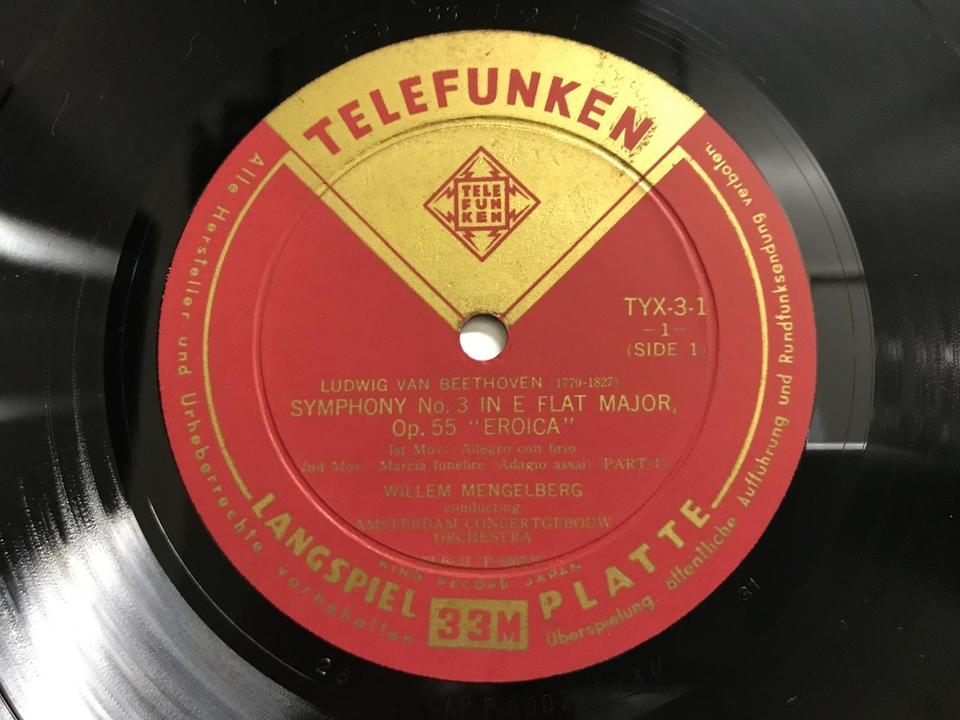 TELEFUNKEN
TELE
FUN
KEN
TYX-3-1
-1-
(SIDE 1)
LUDWIG VAN BEETHOVEN (1770-1827)
SYMPHONY No. 3 IN E FLAT MAJOR,
Op. 55 "EROICA"
1st Mov.: Allegro con brio
2nd Mov.: Marcia funebre (Adagio assai) (PART-1)
WILLEM MENGELBERG
conducting
AMSTERDAM CONCERTGEBOUW
ORCHESTRA
KING RECORD JAPAN
LANGSPIEL 33M PLATTE
Alle Hersteller- und Urheberrechte vorbehalten
Überspielung, öffentliche Aufführung und Rundfunksendung verboten.